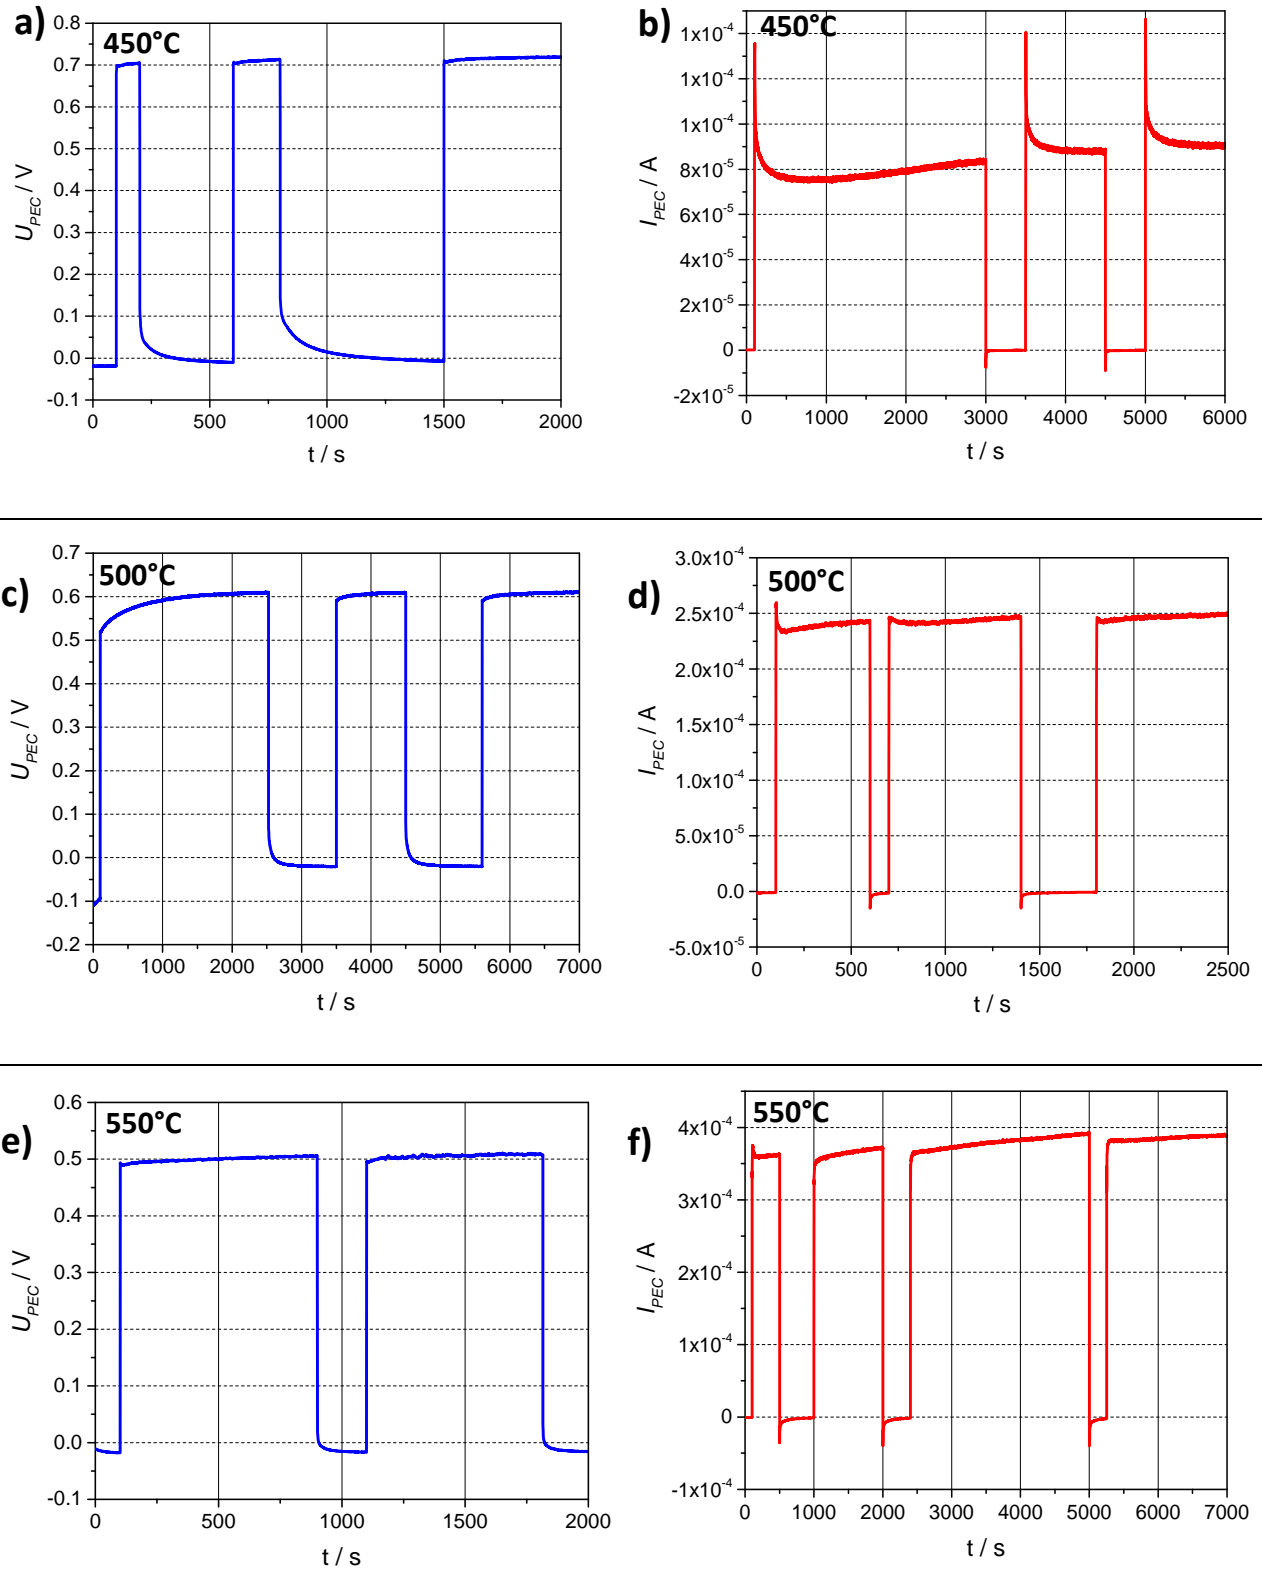 a)
450°C
0.8
0.7
0.6
0.5
0.4
0.3
0.2
0.1
0.0
-0.1
U_PEC / V
0 500 1000 1500 2000
t / s
b)
450°C
1x10^-4
1x10^-4
1x10^-4
8x10^-5
6x10^-5
4x10^-5
2x10^-5
0
-2x10^-5
I_PEC / A
0 1000 2000 3000 4000 5000 6000
t / s
c)
500°C
0.7
0.6
0.5
0.4
0.3
0.2
0.1
0.0
-0.1
-0.2
U_PEC / V
0 1000 2000 3000 4000 5000 6000 7000
t / s
d)
500°C
3.0x10^-4
2.5x10^-4
2.0x10^-4
1.5x10^-4
1.0x10^-4
5.0x10^-5
0.0
-5.0x10^-5
I_PEC / A
0 500 1000 1500 2000 2500
t / s
e)
550°C
0.6
0.5
0.4
0.3
0.2
0.1
0.0
-0.1
U_PEC / V
0 500 1000 1500 2000
t / s
f)
550°C
4x10^-4
3x10^-4
2x10^-4
1x10^-4
0
-1x10^-4
I_PEC / A
0 1000 2000 3000 4000 5000 6000 7000
t / s